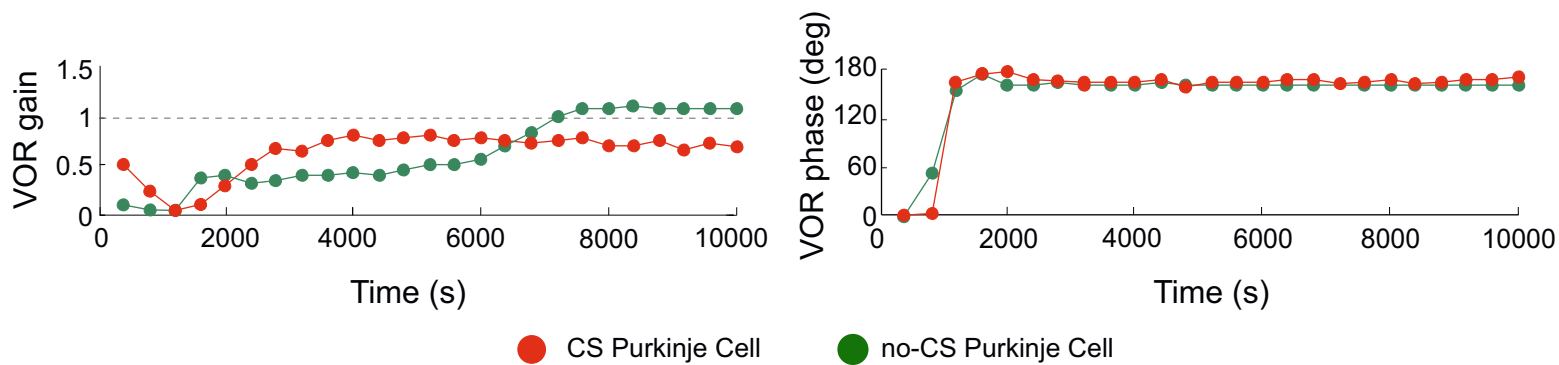 VOR gain
1.5
1
0.5
0
0 2000 4000 6000 8000 10000
Time (s)
VOR phase (deg)
180
120
60
0
0 2000 4000 6000 8000 10000
Time (s)
CS Purkinje Cell
no-CS Purkinje Cell